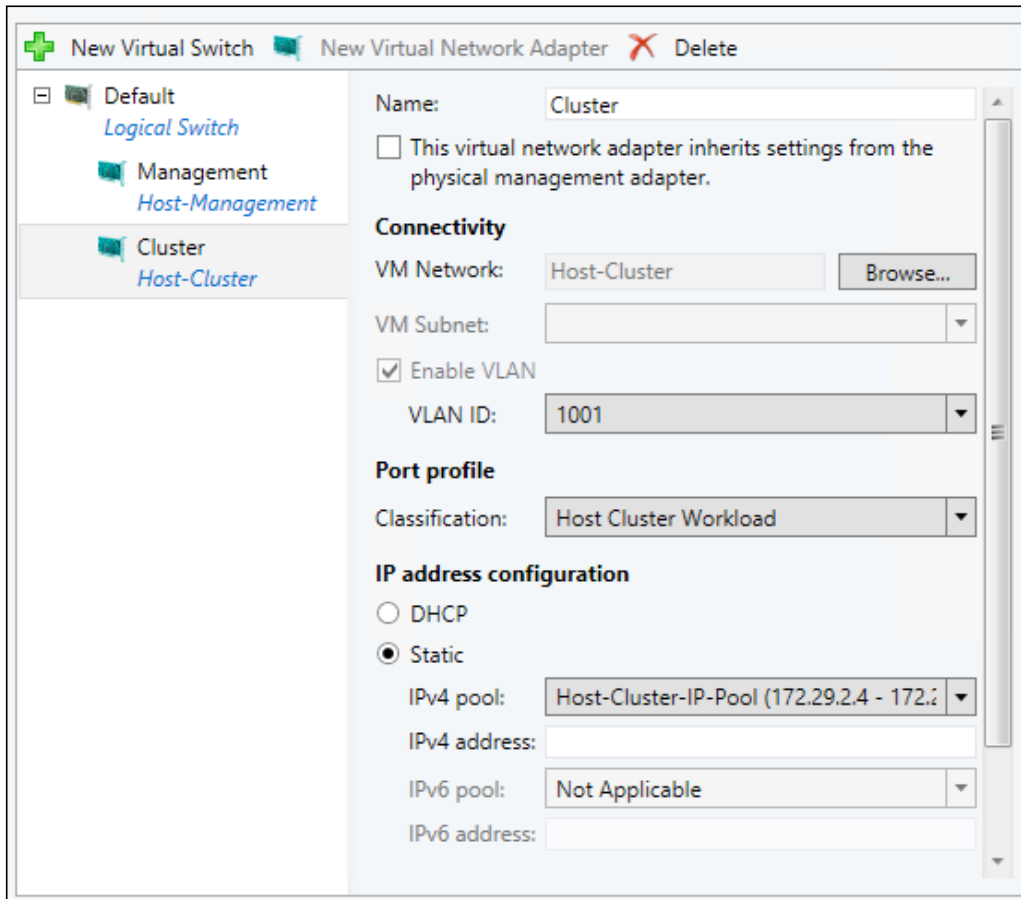 New Virtual Switch New Virtual Network Adapter Delete
Default
Logical Switch
Management
Host-Management
Cluster
Host-Cluster
Name: Cluster
This virtual network adapter inherits settings from the
physical management adapter.
Connectivity
VM Network: Host-Cluster Browse...
VM Subnet:
Enable VLAN
VLAN ID: 1001
Port profile
Classification: Host Cluster Workload
IP address configuration
DHCP
Static
IPv4 pool: Host-Cluster-IP-Pool (172.29.2.4 - 172.2
IPv4 address:
IPv6 pool: Not Applicable
IPv6 address: